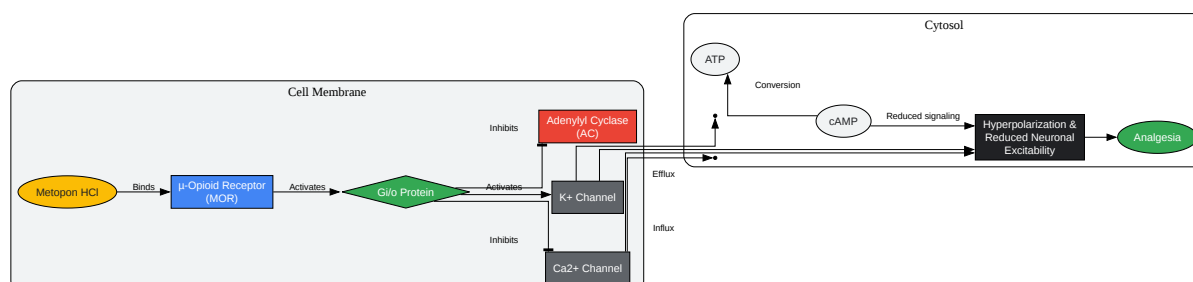 Cytosol
ATP
Conversion
Cell Membrane
cAMP
Reduced signaling
Hyperpolarization &
Reduced Neuronal
Excitability
Analgesia
Inhibits
Adenylyl Cyclase
(AC)
Metopon HCl
Binds
µ-Opioid Receptor
(MOR)
Activates
Gi/o Protein
Activates
K+ Channel
Efflux
Influx
Inhibits
Ca2+ Channel